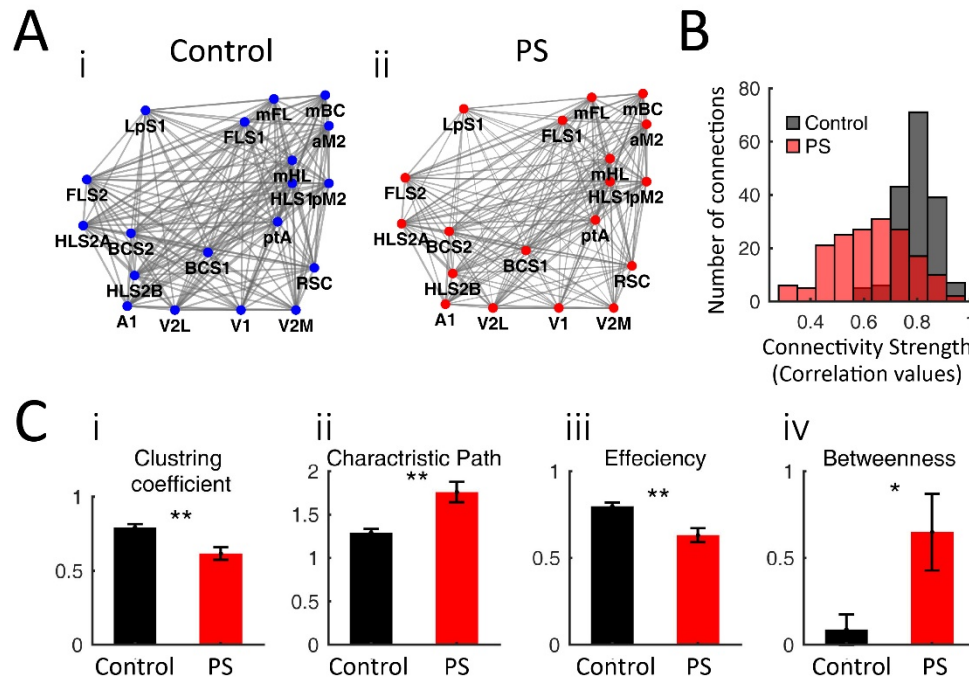 A
i
Control
mFL
mBC
LpS1
FLS1
aM2
mHL
FLS2
HLS1
pM2
HLS2A
BCS2
ptA
BCS1
HLS2B
RSC
A1
V2L
V1
V2M
ii
PS
mFL
mBC
LpS1
FLS1
aM2
mHL
FLS2
HLS1
pM2
HLS2A
BCS2
ptA
BCS1
HLS2B
RSC
A1
V2L
V1
V2M
B
80
60
40
20
0
Number of connections
Control
PS
0.4
0.6
0.8
1
Connectivity Strength
(Correlation values)
C
i
Clustring
coefficient
**
1
0.5
0
Control
PS
ii
Charactristic Path
**
2
1.5
1
0.5
0
Control
PS
iii
Effeciency
**
1
0.5
0
Control
PS
iv
Betweenness
*
1
0.5
0
Control
PS